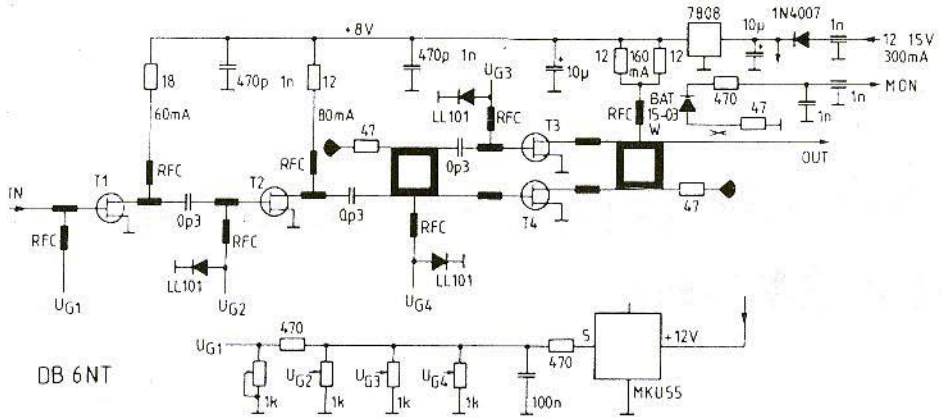 7808
1N4007
+8V
10µ
1n
12 15V
300mA
470p 1n
470p 1n
18
12
UG3
10µ
12
160
mA
12
BAT
15-03
W
470
1n
MON
47
1n
60mA
80mA
LL101
RFC
T3
RFC
47
OUT
RFC
RFC
0p3
IN
T1
T2
0p3
0p3
T4
47
RFC
RFC
RFC
LL101
LL101
UG1
UG2
UG4
470
UG1
5
+12V
470
DB 6NT
UG2
UG3
UG4
1k
1k
1k
1k
100n
MKU55